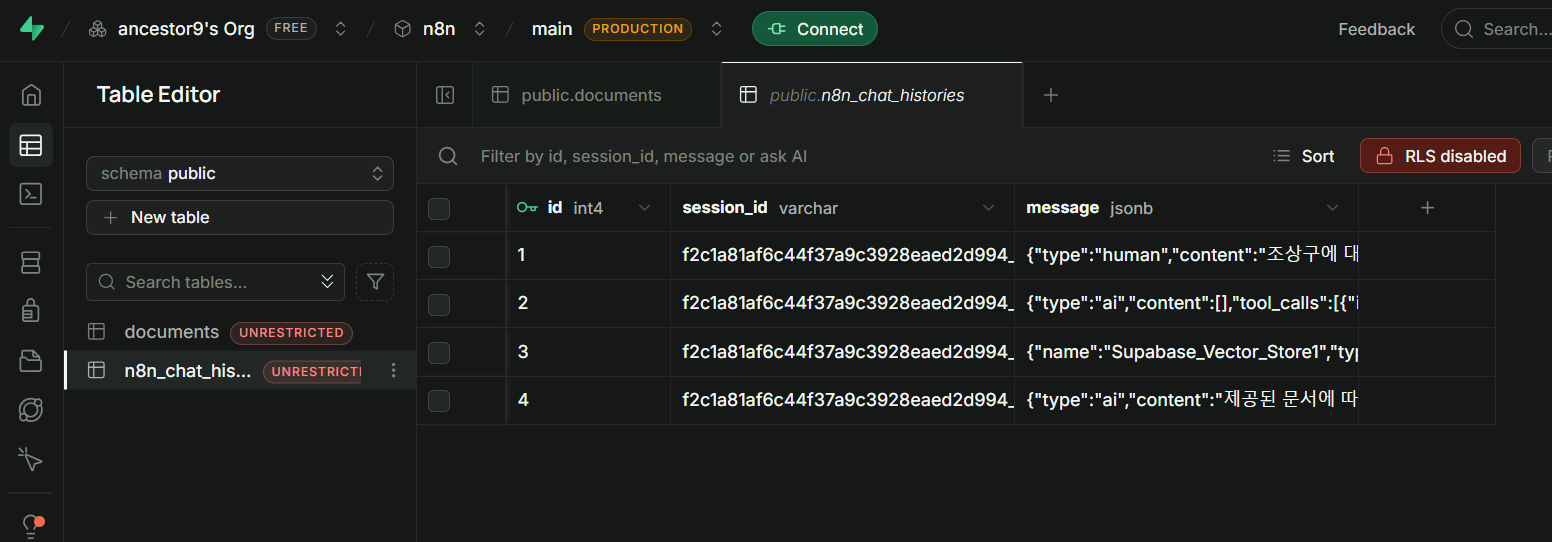 ancestor9's Org FREE n8n main PRODUCTION Connect Feedback Search...
Table Editor
public.documents
public.n8n_chat_histories
schema public
New table
Search tables...
documents UNRESTRICTED
n8n_chat_his... UNRESTRICT
Filter by id, session_id, message or ask AI
Sort
RLS disabled
id int4 session_id varchar message jsonb
1 f2c1a81af6c44f37a9c3928eaed2d994_ {"type":"human","content":"조상구에 대
2 f2c1a81af6c44f37a9c3928eaed2d994_ {"type":"ai","content":[],"tool_calls":[{"i
3 f2c1a81af6c44f37a9c3928eaed2d994_ {"name":"Supabase_Vector_Store1","typ
4 f2c1a81af6c44f37a9c3928eaed2d994_ {"type":"ai","content":"제공된 문서에 따